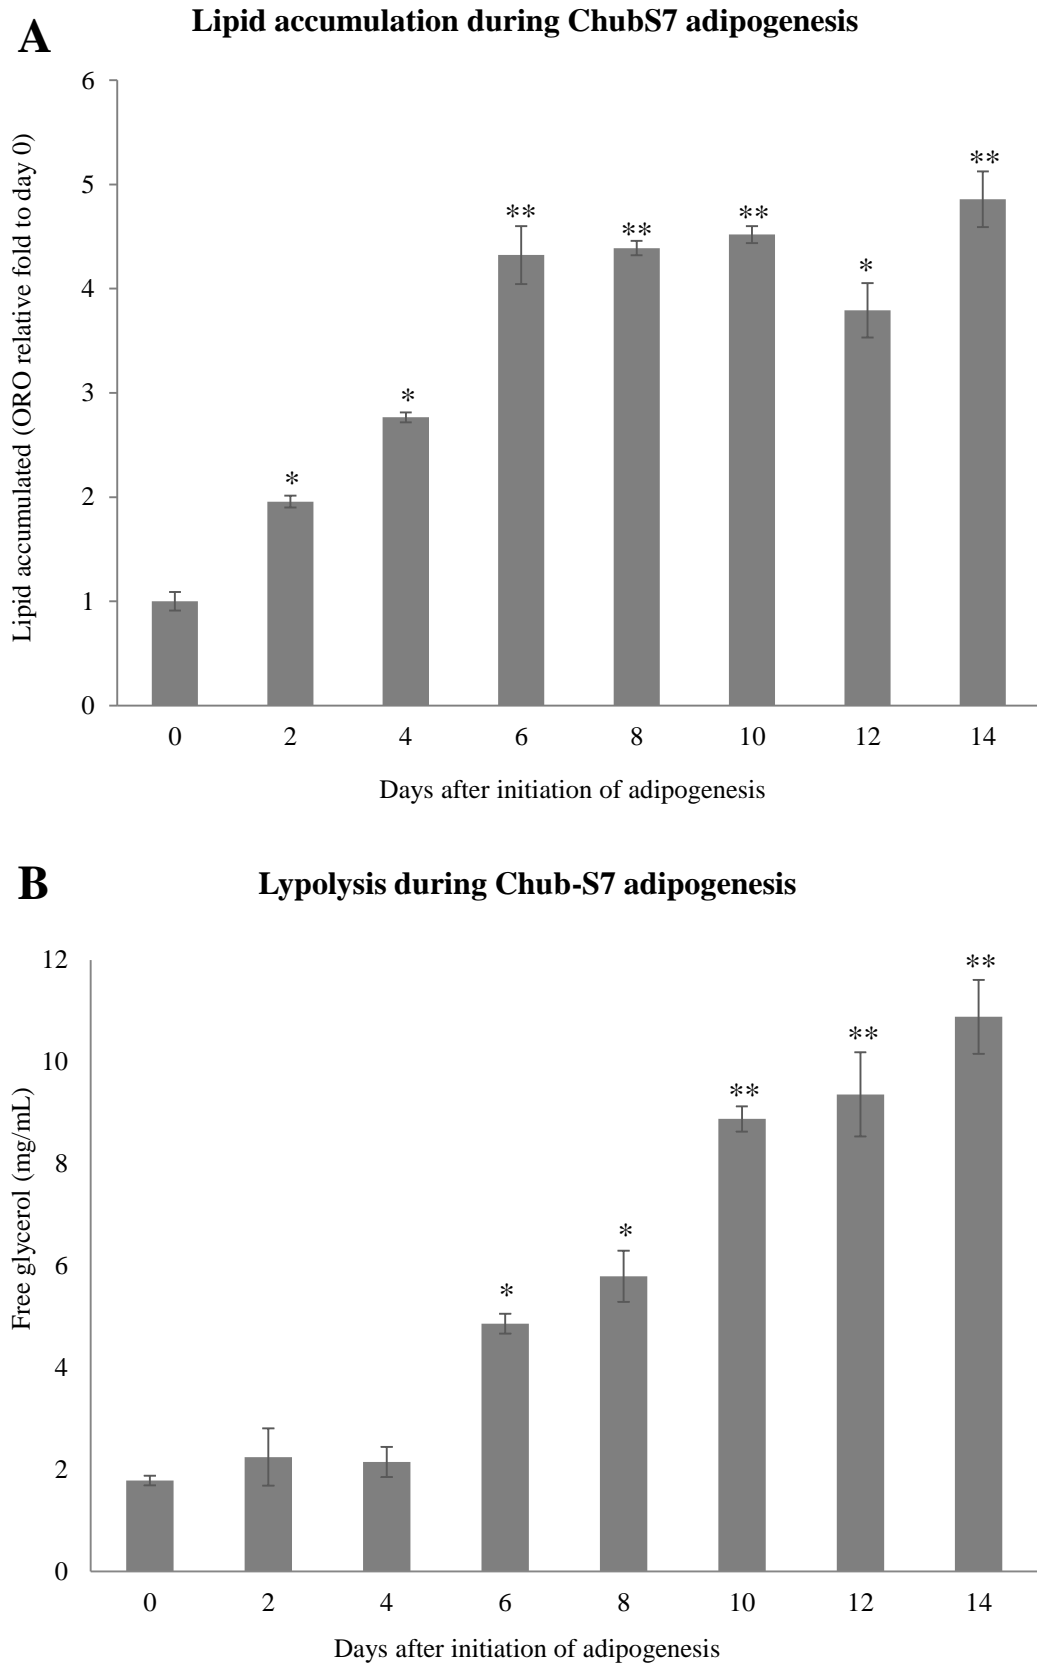 A
Lipid accumulation during ChubS7 adipogenesis
Lipid accumulated (ORO relative fold to day 0)
6
5
4
3
2
1
0
*
*
**
**
**
*
**
0 2 4 6 8 10 12 14
Days after initiation of adipogenesis
B
Lypolysis during Chub-S7 adipogenesis
Free glycerol (mg/mL)
12
10
8
6
4
2
0
*
*
**
**
**
0 2 4 6 8 10 12 14
Days after initiation of adipogenesis